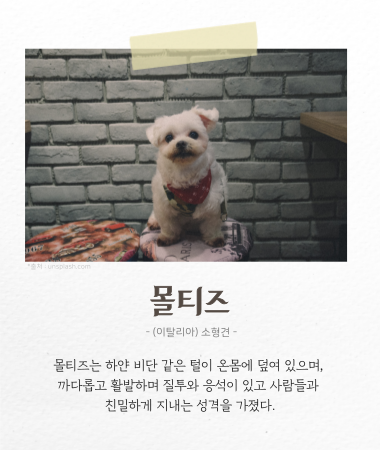 *출처 : unsplash.com
몰티즈
- (이탈리아) 소형견 -
몰티즈는 하얀 비단 같은 털이 온몸에 덮여 있으며,
까다롭고 활발하며 질투와 응석이 있고 사람들과
친밀하게 지내는 성격을 가졌다.